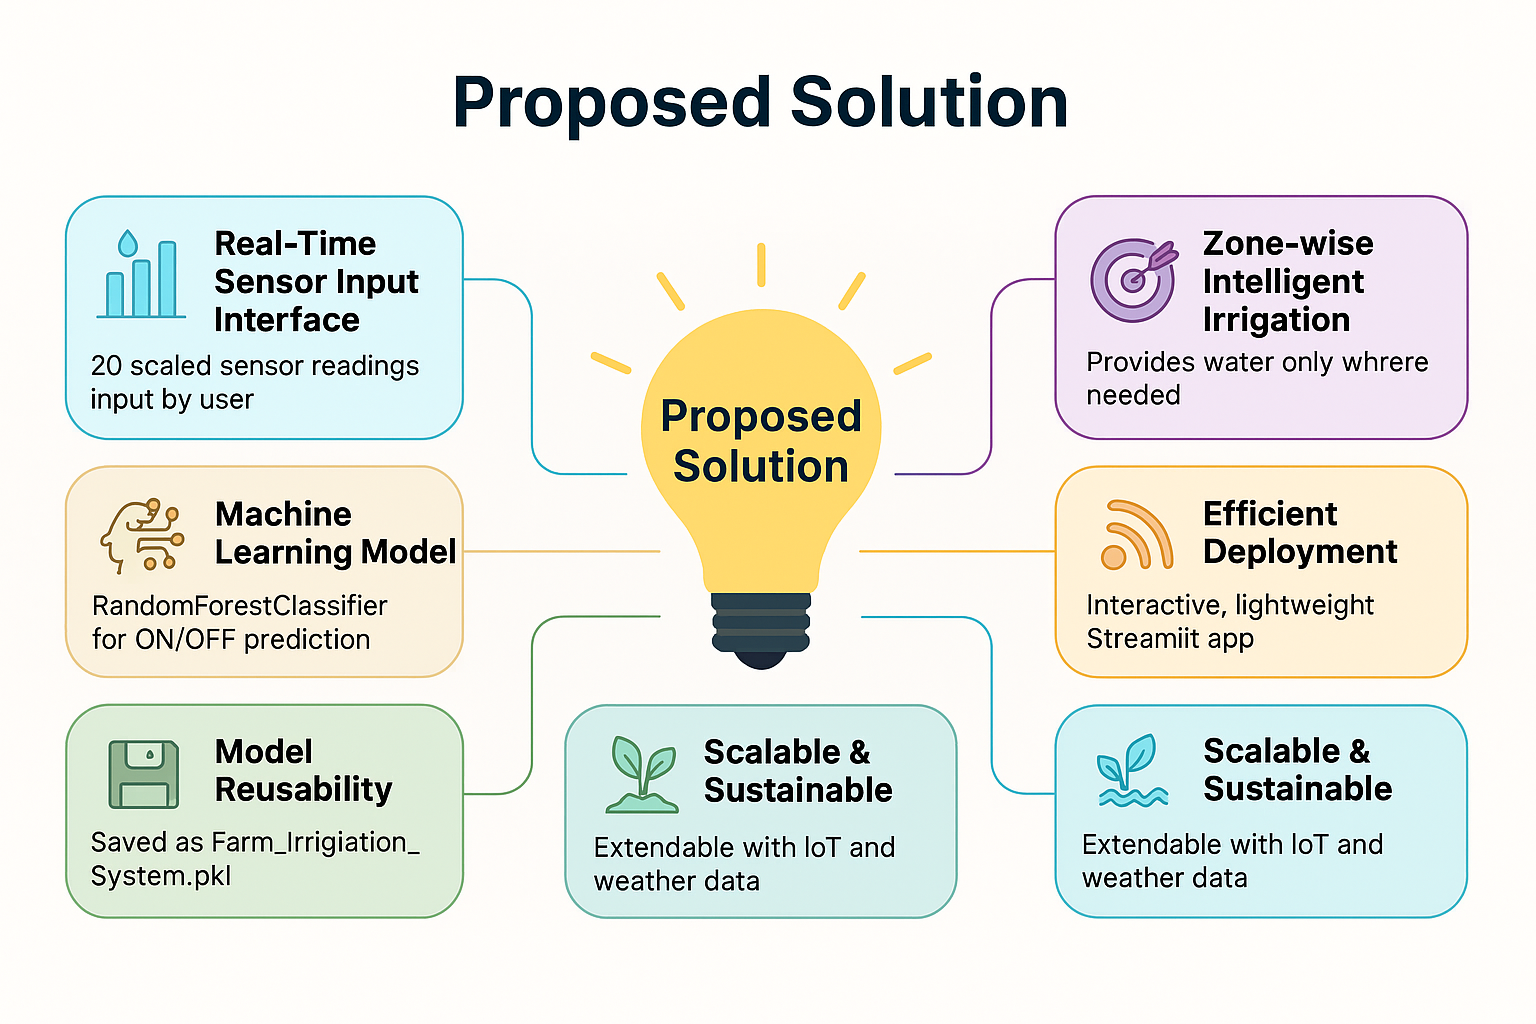 Proposed Solution
Real-Time
Sensor Input
Interface
20 scaled sensor readings
input by user
Machine
Learning Model
RandomForestClassifier
for ON/OFF prediction
Model
Reusability
Saved as Farm_Irrigiation_
System.pkl
Proposed
Solution
Scalable &
Sustainable
Extendable with loT and
weather data
Zone-wise
Intelligent
Irrigation
Provides water only whrere
needed
Efficient
Deployment
Interactive, lightweight
Streamiit app
Scalable &
Sustainable
Extendable with loT and
weather data